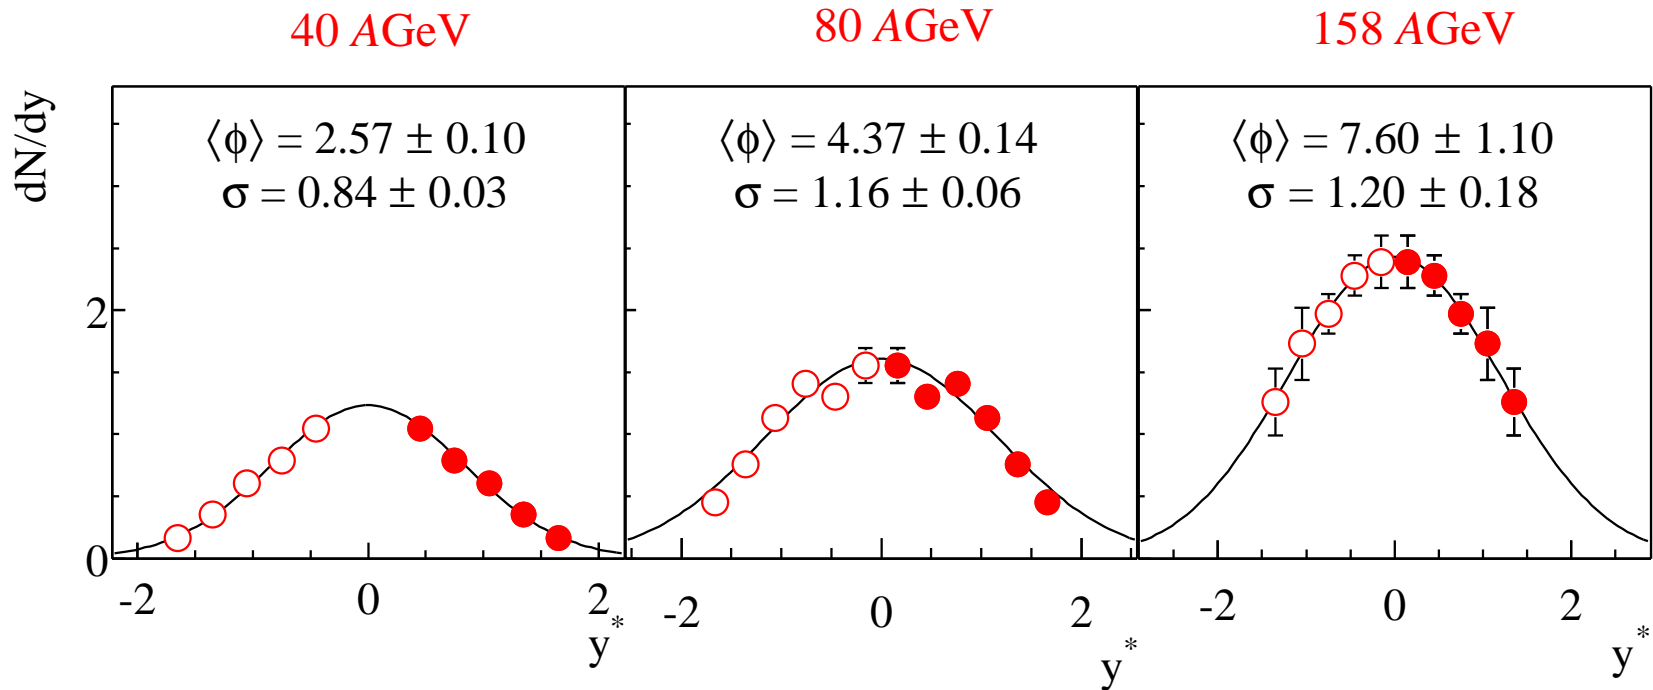 40 AGeV
80 AGeV
158 AGeV
dN/dy
⟨ϕ⟩ = 2.57 ± 0.10
σ = 0.84 ± 0.03
⟨ϕ⟩ = 4.37 ± 0.14
σ = 1.16 ± 0.06
⟨ϕ⟩ = 7.60 ± 1.10
σ = 1.20 ± 0.18
2
0
-2 0 2
y*
-2 0 2
y*
-2 0 2
y*